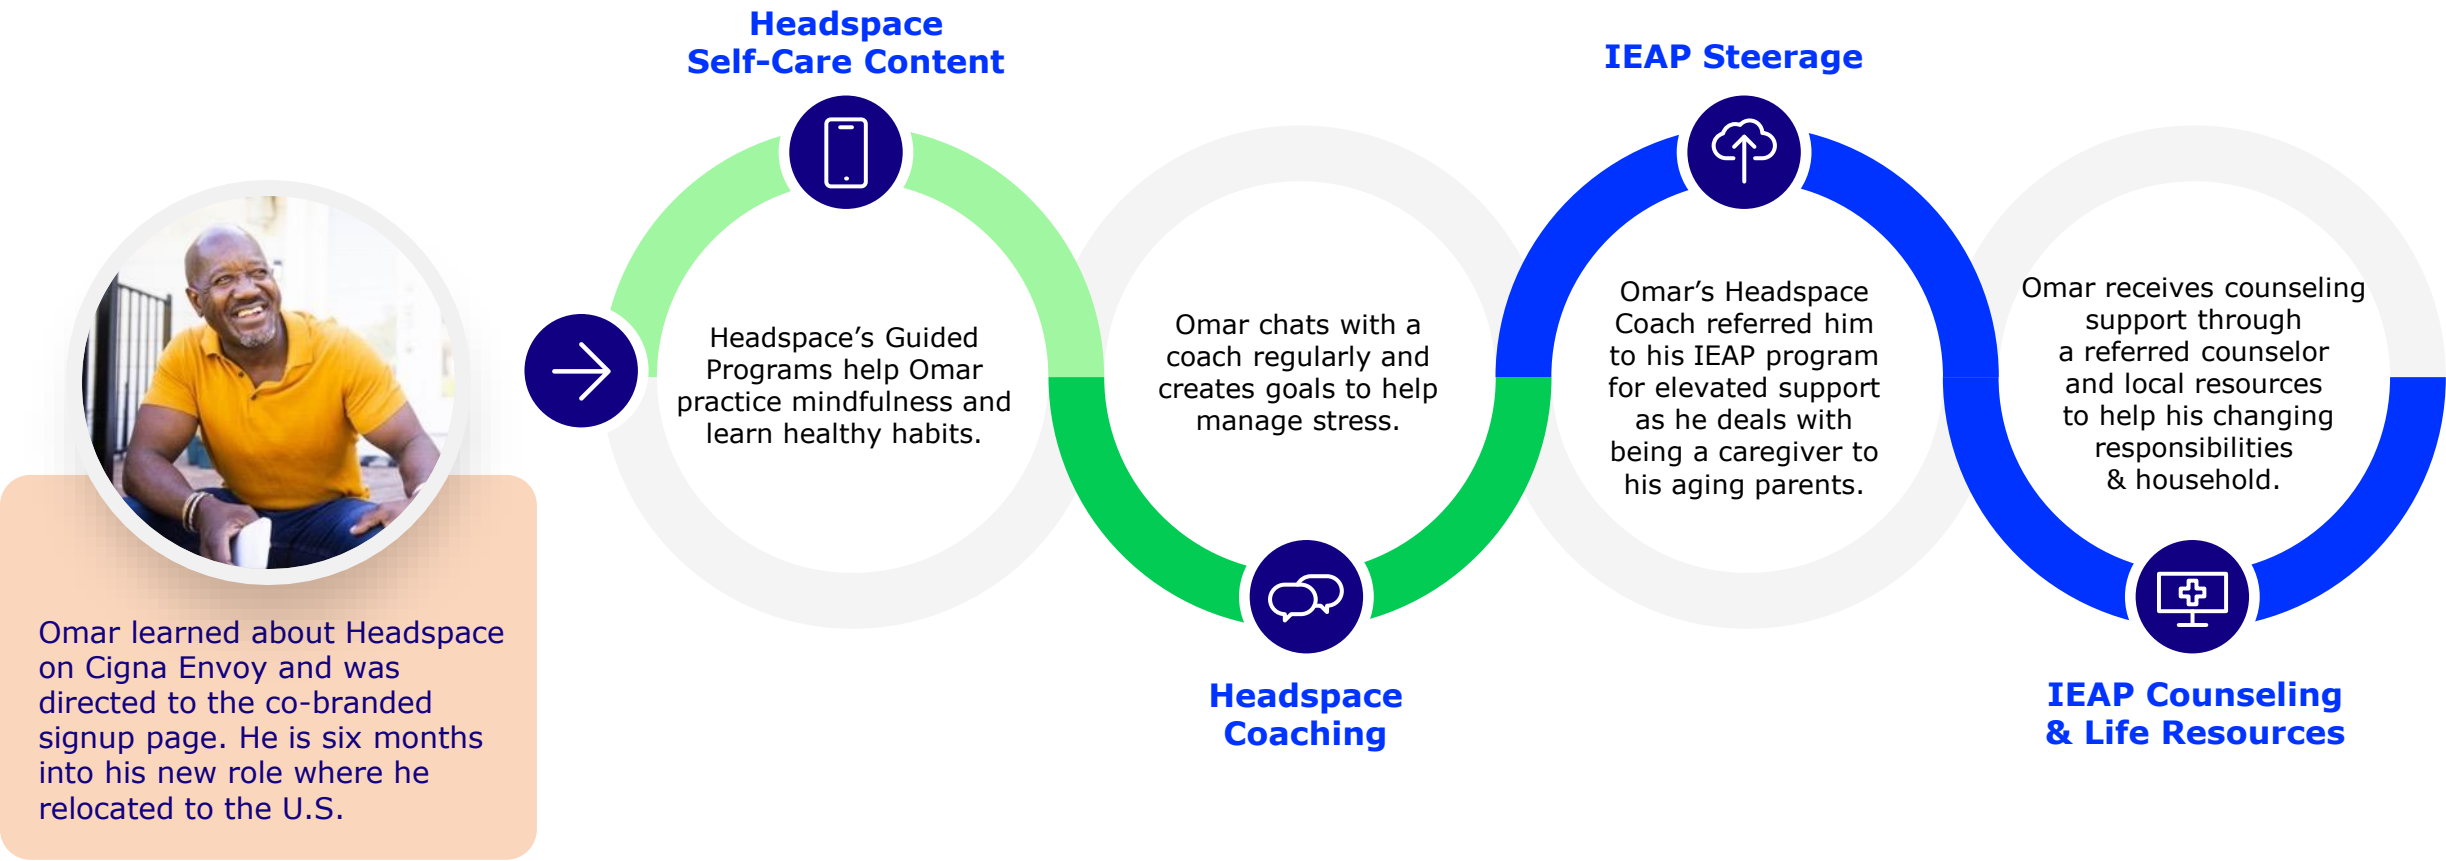 Omar learned about Headspace
on Cigna Envoy and was
directed to the co-branded
signup page. He is six months
into his new role where he
relocated to the U.S.
Headspace
Self-Care Content
Headspace’s Guided
Programs help Omar
practice mindfulness and
learn healthy habits.
Omar chats with a
coach regularly and
creates goals to help
manage stress.
Headspace
Coaching
IEAP Steerage
Omar’s Headspace
Coach referred him
to his IEAP program
for elevated support
as he deals with
being a caregiver to
his aging parents.
Omar receives counseling
support through
a referred counselor
and local resources
to help his changing
responsibilities
& household.
IEAP Counseling
& Life Resources